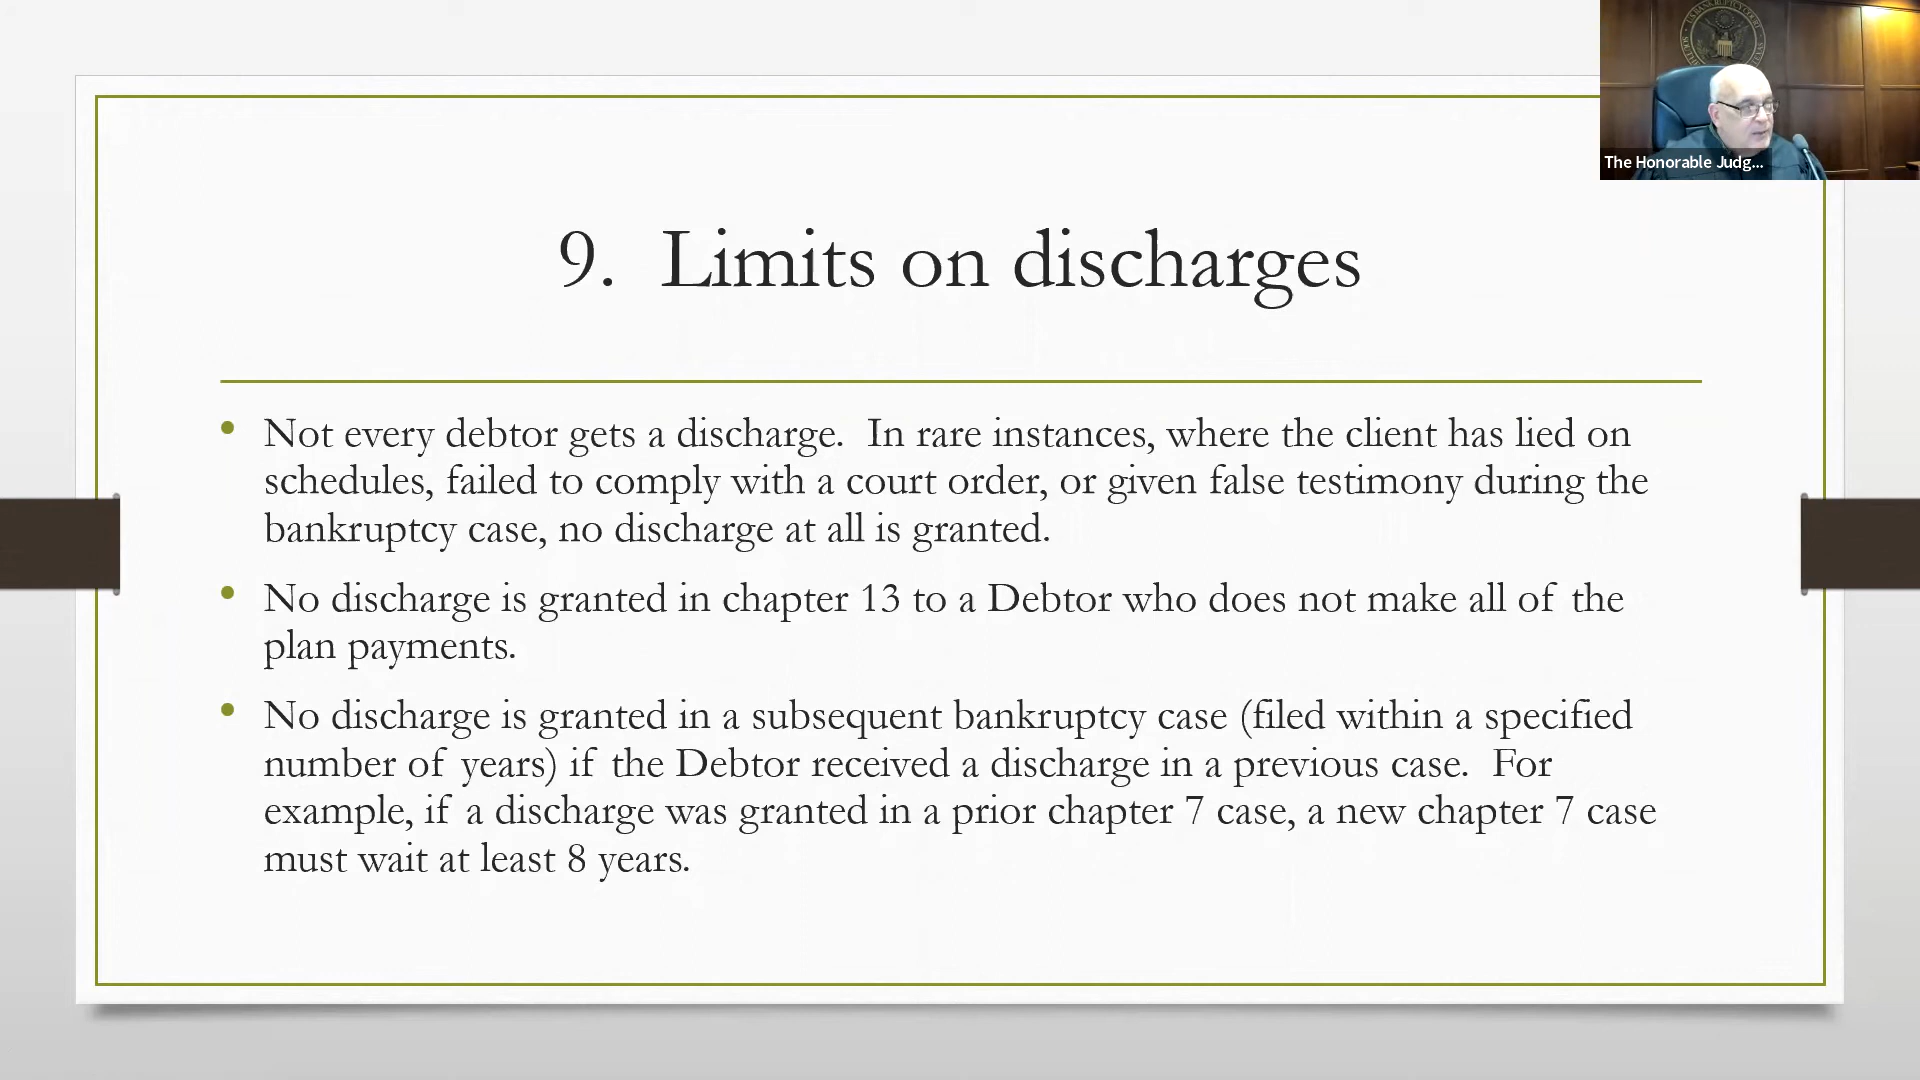 The Honorable Judg...
9. Limits on discharges
• Not every debtor gets a discharge. In rare instances, where the client has lied on
schedules, failed to comply with a court order, or given false testimony during the
bankruptcy case, no discharge at all is granted.
• No discharge is granted in chapter 13 to a Debtor who does not make all of the
plan payments.
• No discharge is granted in a subsequent bankruptcy case (filed within a specified
number of years) if the Debtor received a discharge in a previous case. For
example, if a discharge was granted in a prior chapter 7 case, a new chapter 7 case
must wait at least 8 years.